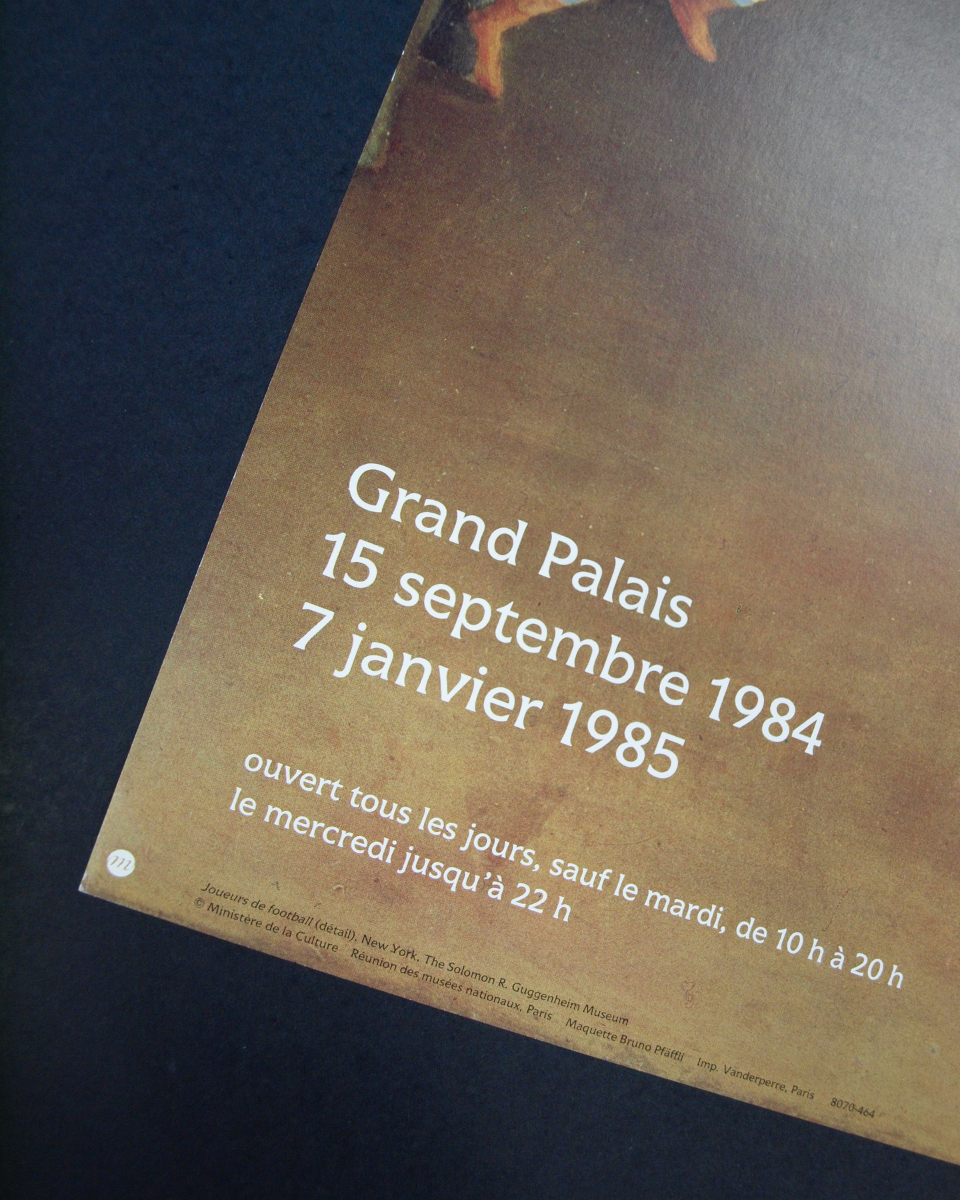 Grand Palais
15 septembre 1984
7 janvier 1985
ouvert tous les jours, sauf le mardi, de 10 h à 20 h
le mercredi jusqu'à 22 h
m
Joueurs de football (détail), New York, The Solomon R. Guggenheim Museum
© Ministère de la Culture Réunion des musées nationaux, Paris Maquette Bruno Pfäffli Imp. Vanderperre, Paris 8070-464